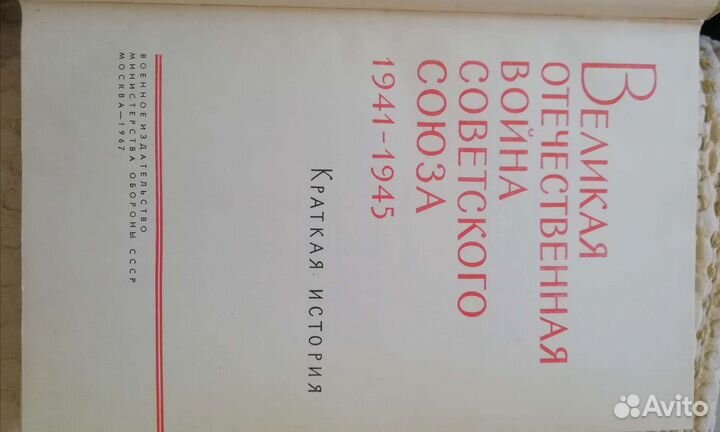 ВЕЛИКАЯ
ОТЕЧЕСТВЕННАЯ
ВОЙНА
СОВЕТСКОГО
СОЮЗА
1941–1945
КРАТКАЯ ИСТОРИЯ
ВОЕННОЕ ИЗДАТЕЛЬСТВО
МИНИСТЕРСТВА ОБОРОНЫ СССР
МОСКВА—1967
Avito